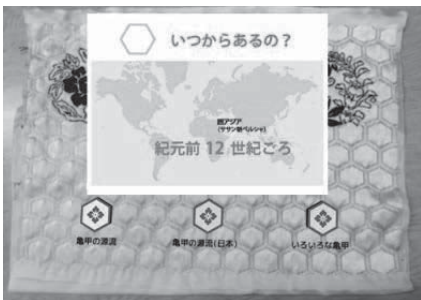 いつからあるの？
西アジア
(ササン朝ペルシャ)
紀元前 12 世紀ごろ
亀甲の源流
亀甲の源流(日本)
いろいろな亀甲